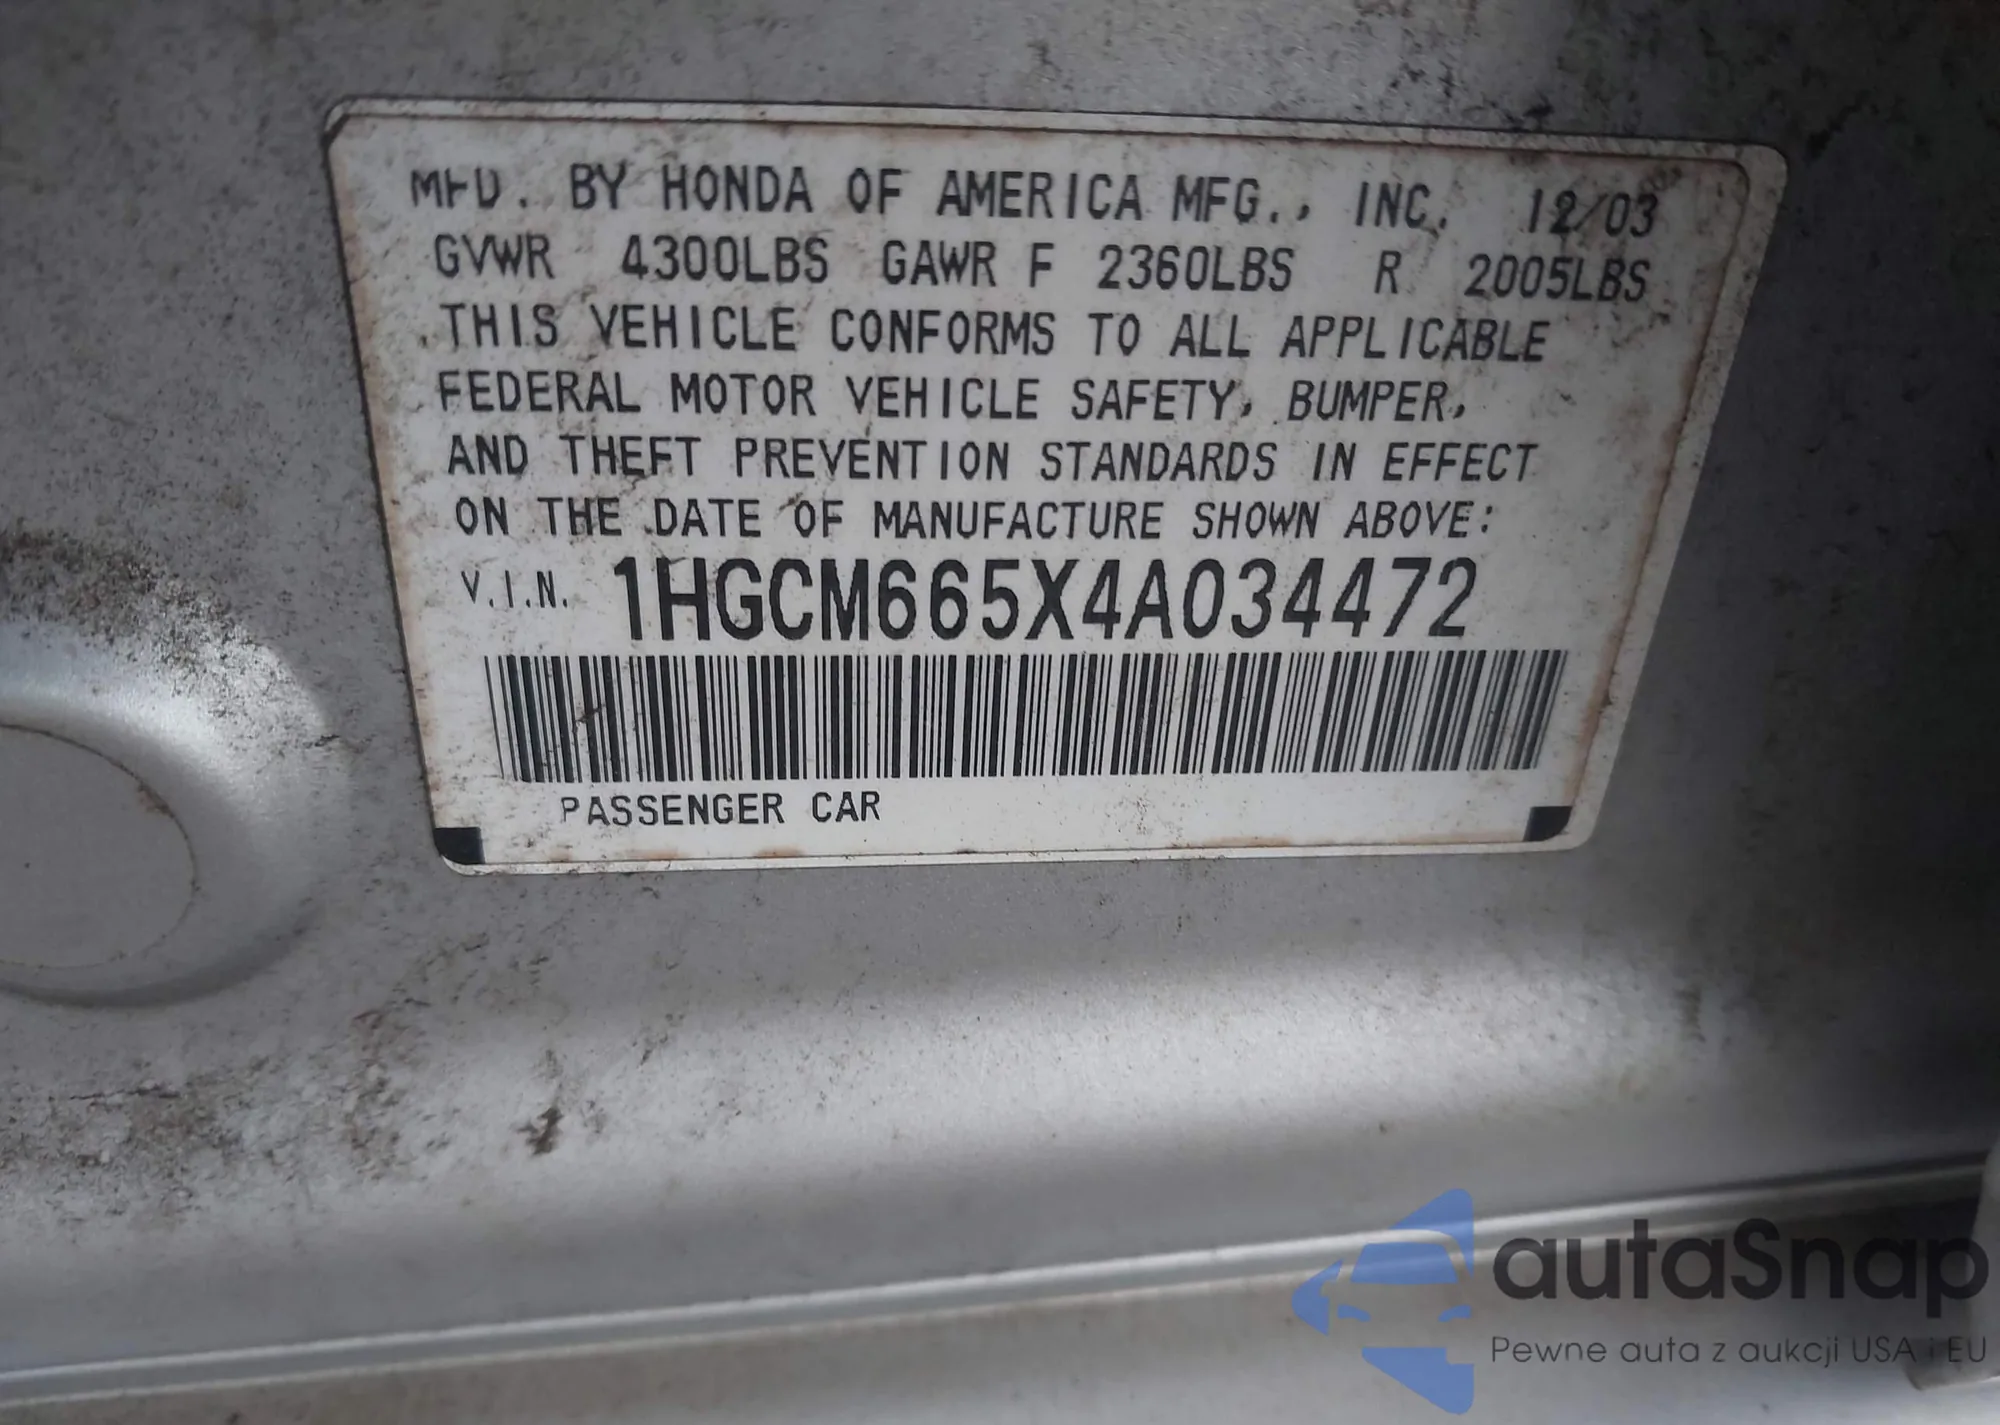 MFD. BY HONDA OF AMERICA MFG., INC. 12/03
GVWR 4300LBS GAWR F 2360LBS R 2005LBS
THIS VEHICLE CONFORMS TO ALL APPLICABLE
FEDERAL MOTOR VEHICLE SAFETY, BUMPER,
AND THEFT PREVENTION STANDARDS IN EFFECT
ON THE DATE OF MANUFACTURE SHOWN ABOVE:
V.I.N. 1HGCM665X4A034472
PASSENGER CAR
autaSnap
Pewne auta z aukcji USA i EU